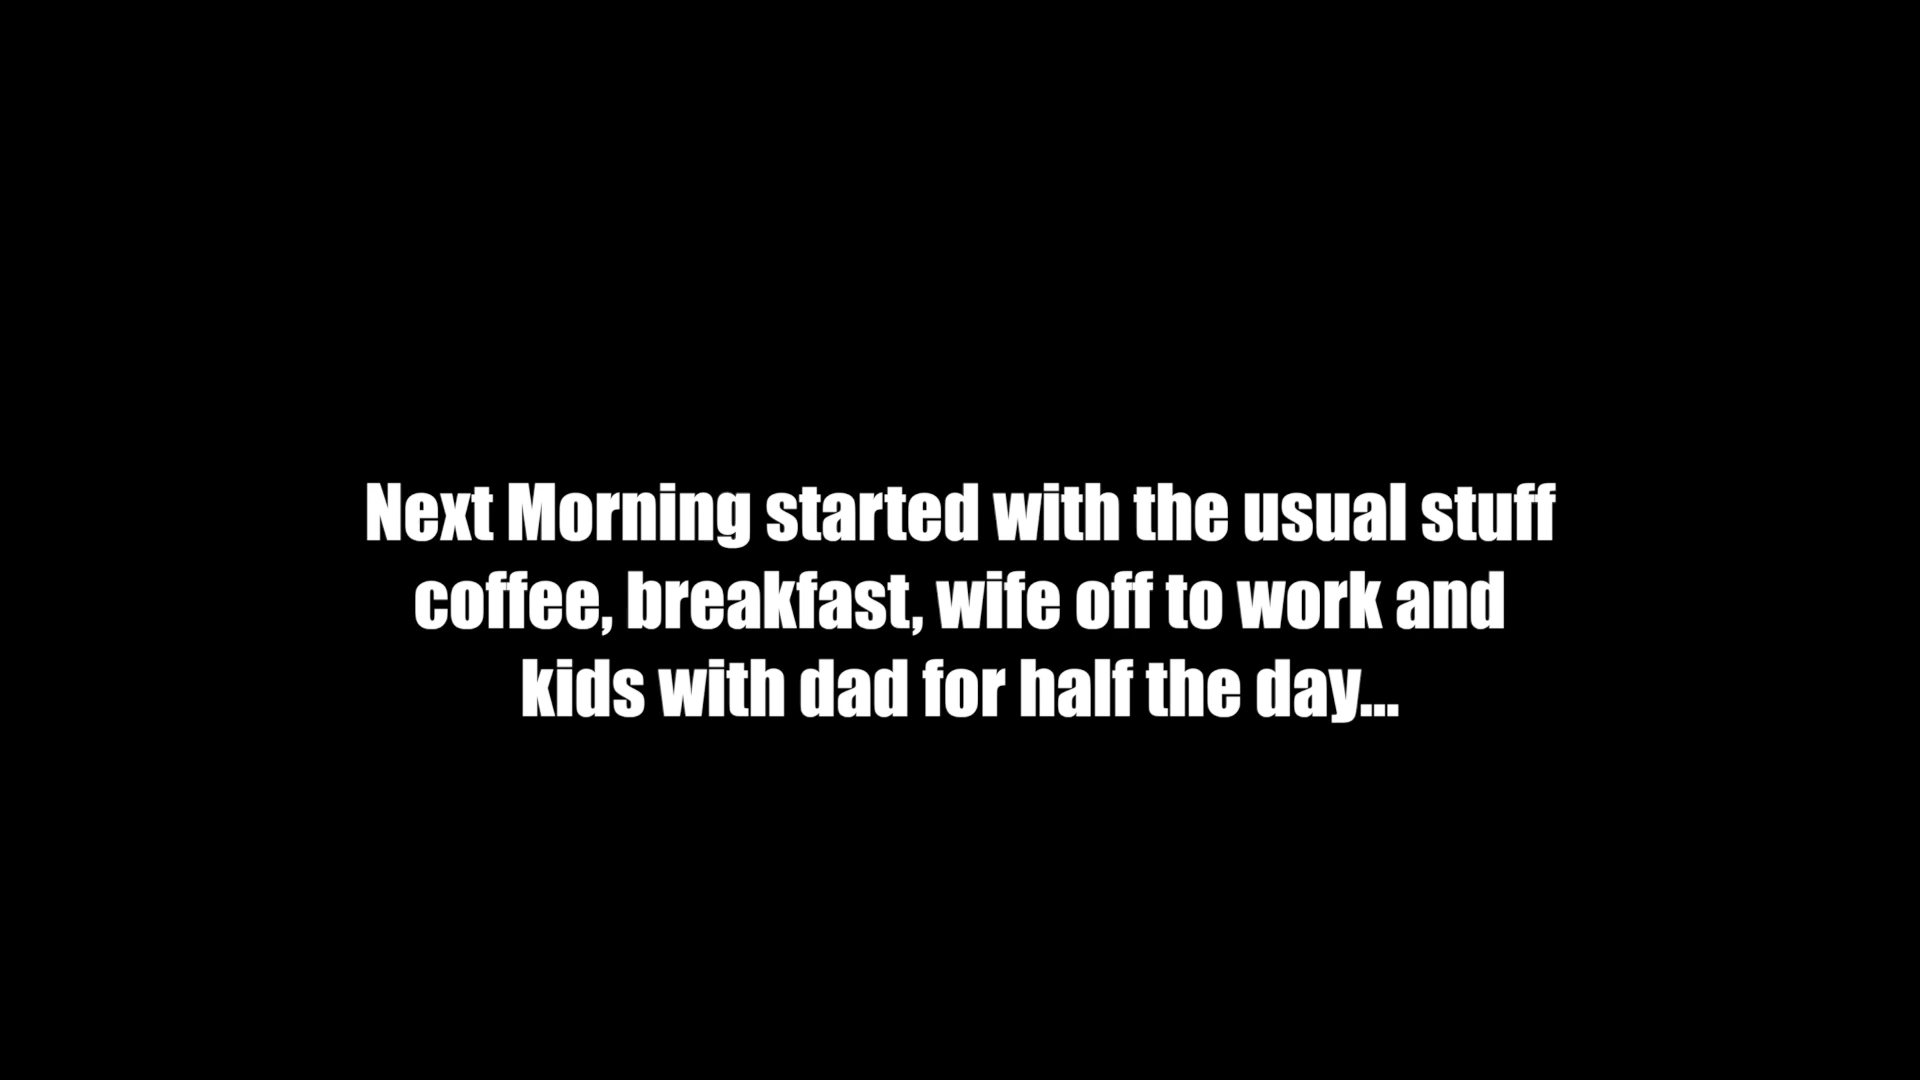 Next Morning started with the usual stuff
coffee, breakfast, wife off to work and
kids with dad for half the day...